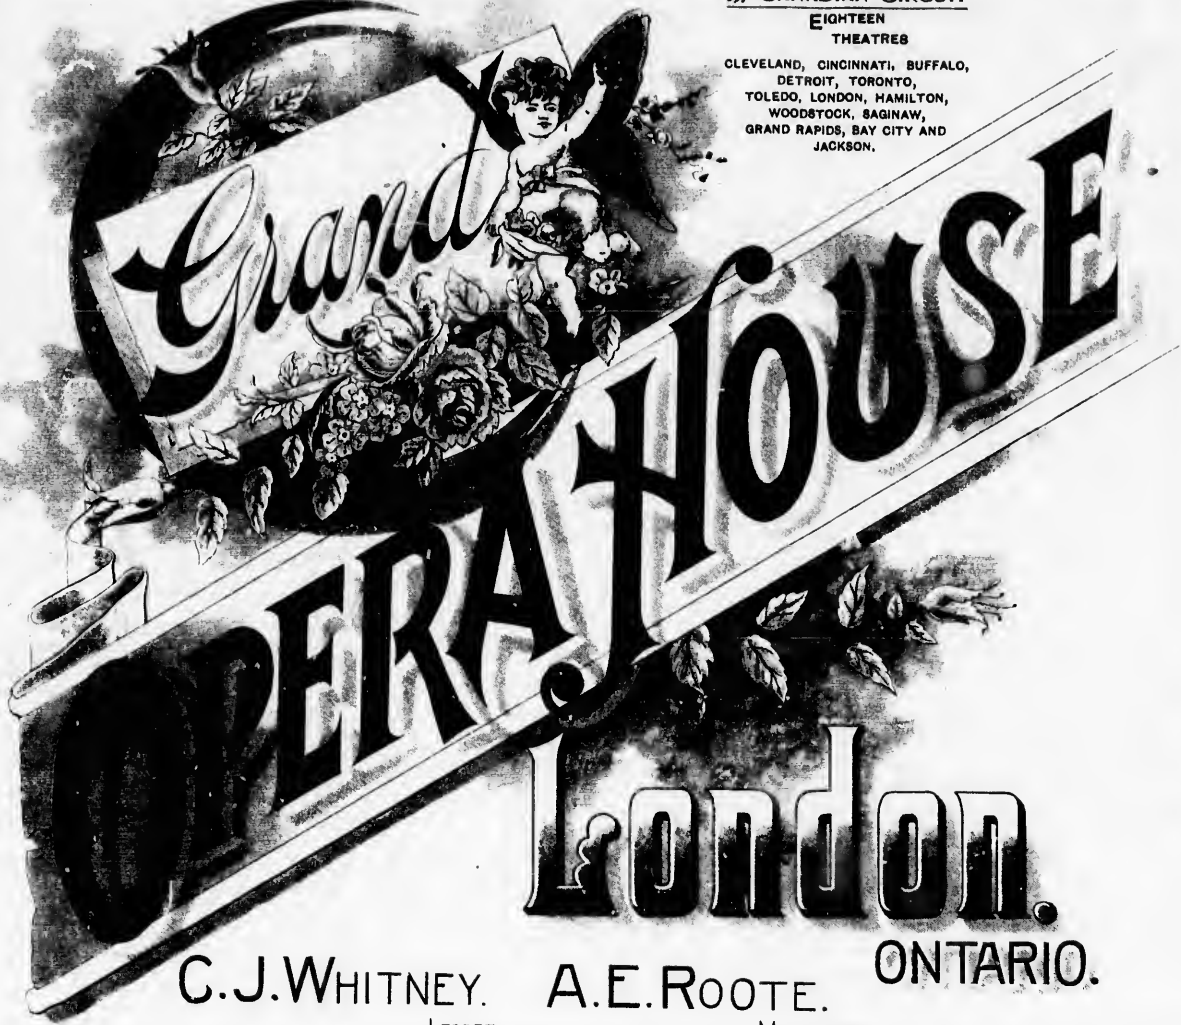 EIGHTEEN
THEATRES
CLEVELAND, CINCINNATI, BUFFALO,
DETROIT, TORONTO,
TOLEDO, LONDON, HAMILTON,
WOODSTOCK, SAGINAW,
GRAND RAPIDS, BAY CITY AND
JACKSON.
Grand
OPERA HOUSE
London.
ONTARIO.
C.J.WHITNEY. A.E.ROOTE.